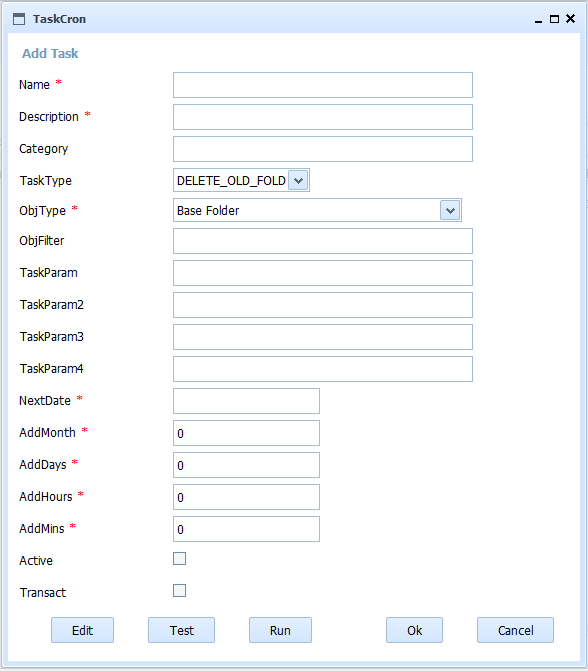 TaskCron
Add Task
Name *
Description *
Category
TaskType DELETE_OLD_FOLD
ObjType * Base Folder
ObjFilter
TaskParam
TaskParam2
TaskParam3
TaskParam4
NextDate *
AddMonth * 0
AddDays * 0
AddHours * 0
AddMins * 0
Active
Transact
Edit Test Run Ok Cancel